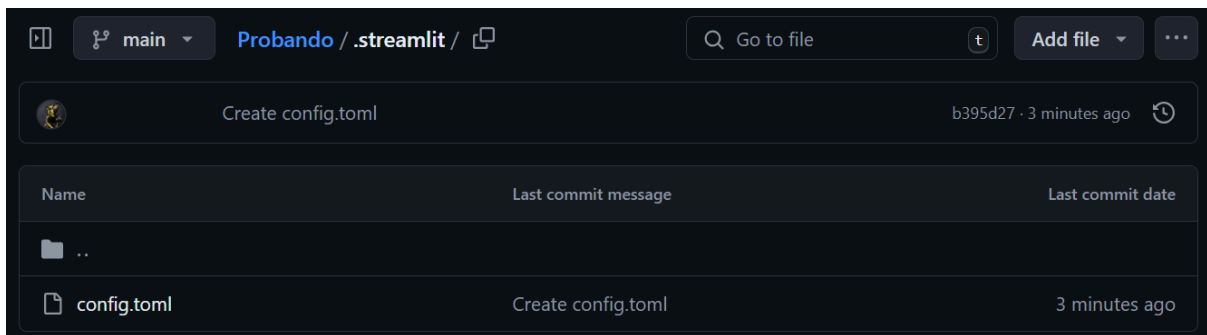 main Probando / .streamlit / Go to file t Add file
Create config.toml b395d27 · 3 minutes ago
Name Last commit message Last commit date
..
config.toml Create config.toml 3 minutes ago